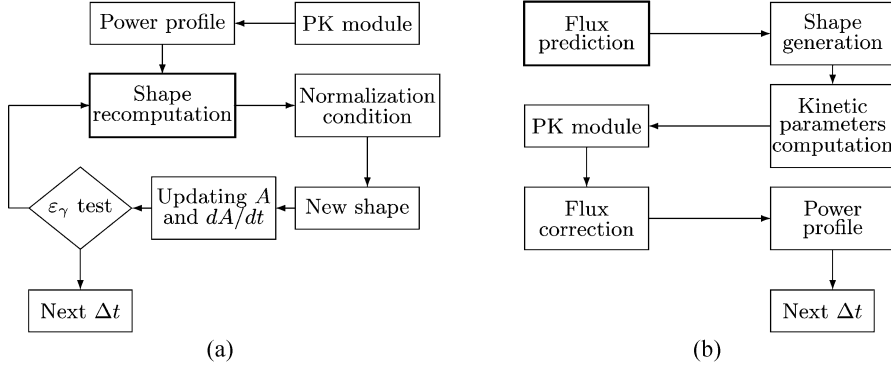 Power profile
PK module
Shape
recomputation
Normalization
condition
εγ test
Updating A
and dA/dt
New shape
Next Δt
(a)
Flux
prediction
Shape
generation
PK module
Kinetic
parameters
computation
Flux
correction
Power
profile
Next Δt
(b)